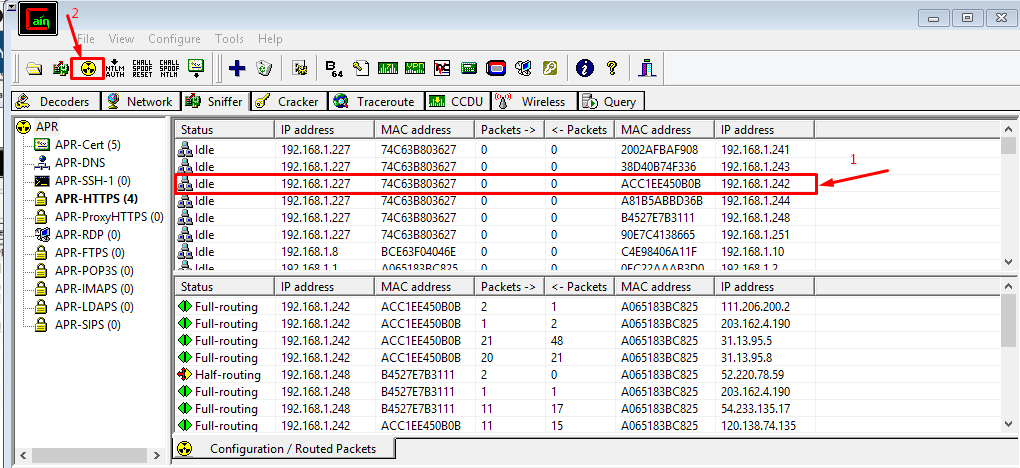 2
Cain
File View Configure Tools Help
NTLM AUTH CHALL SPOOF RESET CHALL SPOOF NTLM B 64
Decoders Network Sniffer Cracker Traceroute CCDU Wireless Query
APR
APR-Cert (5)
APR-DNS
APR-SSH-1 (0)
APR-HTTPS (4)
APR-ProxyHTTPS (0)
APR-RDP (0)
APR-FTPS (0)
APR-POP3S (0)
APR-IMAPS (0)
APR-LDAPS (0)
APR-SIPS (0)
Status IP address MAC address Packets -> <- Packets MAC address IP address
Idle 192.168.1.227 74C63B803627 0 0 2002AFBAF908 192.168.1.241
Idle 192.168.1.227 74C63B803627 0 0 38D40B74F336 192.168.1.243
Idle 192.168.1.227 74C63B803627 0 0 ACC1EE450B0B 192.168.1.242
1
Idle 192.168.1.227 74C63B803627 0 0 A81B5ABBD36B 192.168.1.244
Idle 192.168.1.227 74C63B803627 0 0 B4527E7B3111 192.168.1.248
Idle 192.168.1.227 74C63B803627 0 0 90E7C4138665 192.168.1.251
Idle 192.168.1.8 BCE63F04046E 0 0 C4E98406A11F 192.168.1.10
Idle 192.168.1.1 A065183BC825 0 0 0EC22AAAB3D0 192.168.1.2
Status IP address MAC address Packets -> <- Packets MAC address IP address
Full-routing 192.168.1.242 ACC1EE450B0B 2 1 A065183BC825 111.206.200.2
Full-routing 192.168.1.242 ACC1EE450B0B 1 2 A065183BC825 203.162.4.190
Full-routing 192.168.1.242 ACC1EE450B0B 21 48 A065183BC825 31.13.95.5
Full-routing 192.168.1.242 ACC1EE450B0B 20 21 A065183BC825 31.13.95.8
Half-routing 192.168.1.248 B4527E7B3111 2 0 A065183BC825 52.220.78.59
Full-routing 192.168.1.248 B4527E7B3111 1 1 A065183BC825 203.162.4.190
Full-routing 192.168.1.248 B4527E7B3111 11 17 A065183BC825 54.233.135.17
Full-routing 192.168.1.242 ACC1EE450B0B 11 15 A065183BC825 120.138.74.135
Configuration / Routed Packets